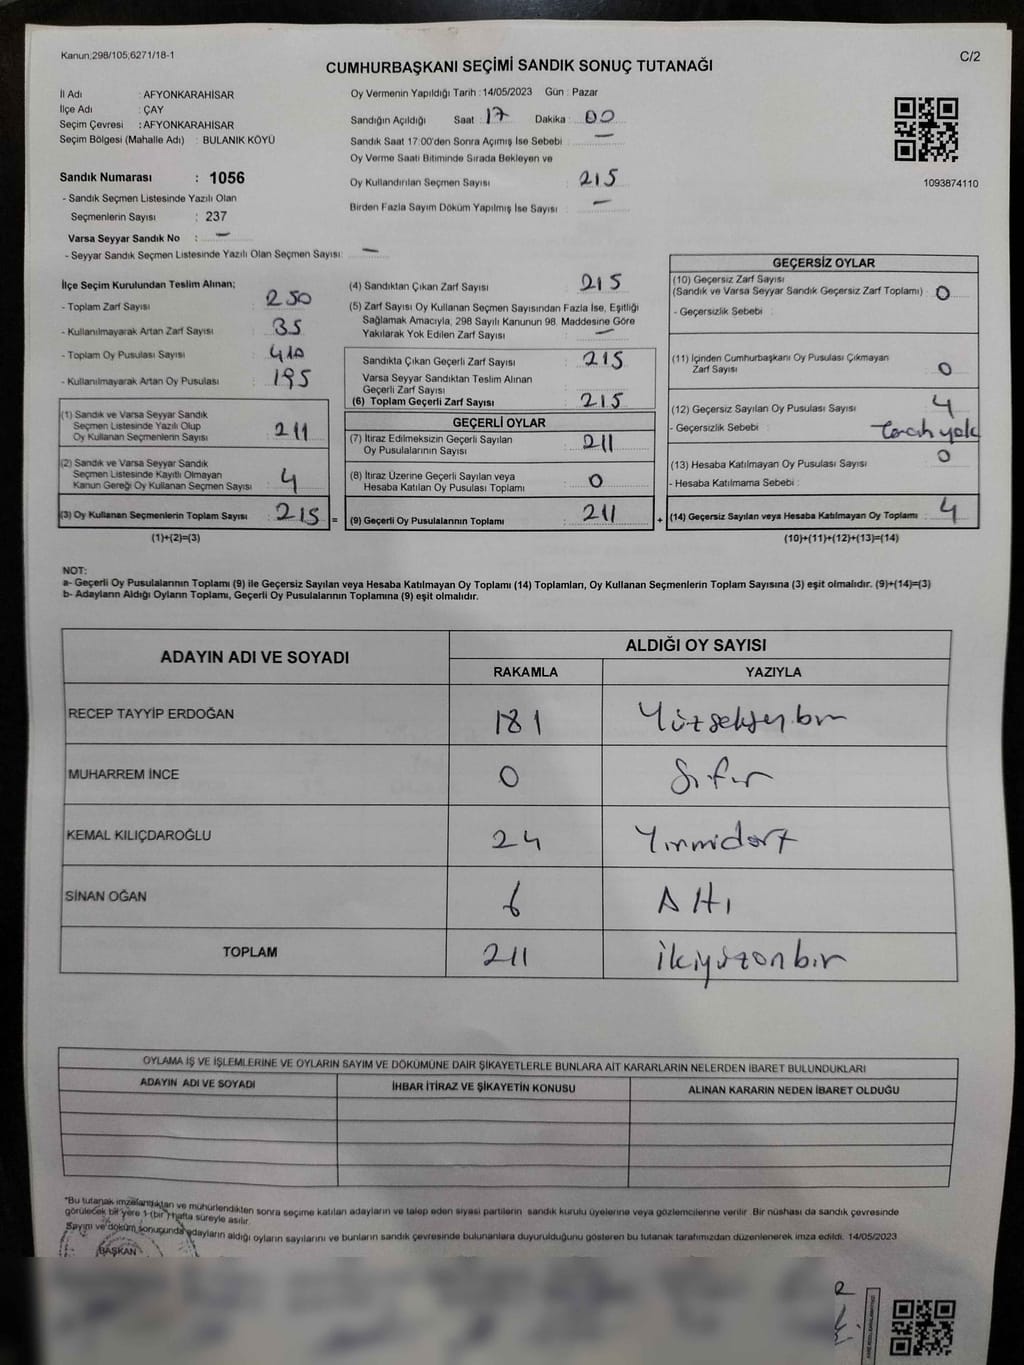 Kanun;298/105;6271/18-1
C/2
CUMHURBAŞKANI SEÇİMİ SANDIK SONUÇ TUTANAĞI
İl Adı : AFYONKARAHİSAR
İlçe Adı : ÇAY
Seçim Çevresi : AFYONKARAHİSAR
Seçim Bölgesi (Mahalle Adı) : BULANIK KÖYÜ
Sandık Numarası : 1056
- Sandık Seçmen Listesinde Yazılı Olan
Seçmenlerin Sayısı : 237
Varsa Seyyar Sandık No : —
- Seyyar Sandık Seçmen Listesinde Yazılı Olan Seçmen Sayısı: —
Oy Vermenin Yapıldığı Tarih : 14/05/2023 Gün : Pazar
Sandığın Açıldığı Saat : 17 Dakika : 00
Sandık Saat 17:00'den Sonra Açılmış İse Sebebi : —
Oy Verme Saati Bitiminde Sırada Bekleyen ve
Oy Kullandırılan Seçmen Sayısı : 215
Birden Fazla Sayım Döküm Yapılmış İse Sayısı : —
1093874110
İlçe Seçim Kurulundan Teslim Alınan;
- Toplam Zarf Sayısı : 250
- Kullanılmayarak Artan Zarf Sayısı : 35
- Toplam Oy Pusulası Sayısı : 410
- Kullanılmayarak Artan Oy Pusulası : 195
(1) Sandık ve Varsa Seyyar Sandık
Seçmen Listesinde Yazılı Olup
Oy Kullanan Seçmenlerin Sayısı : 211
(2) Sandık ve Varsa Seyyar Sandık
Seçmen Listesinde Kayıtlı Olmayan
Kanun Gereği Oy Kullanan Seçmen Sayısı : 4
(3) Oy Kullanan Seçmenlerin Toplam Sayısı : 215 =
(1)+(2)=(3)
(4) Sandıktan Çıkan Zarf Sayısı : 215
(5) Zarf Sayısı Oy Kullanan Seçmen Sayısından Fazla İse, Eşitliği
Sağlamak Amacıyla, 298 Sayılı Kanunun 98. Maddesine Göre
Yakılarak Yok Edilen Zarf Sayısı : —
Sandıkta Çıkan Geçerli Zarf Sayısı : 215
Varsa Seyyar Sandıktan Teslim Alınan
Geçerli Zarf Sayısı :
(6) Toplam Geçerli Zarf Sayısı : 215
GEÇERLİ OYLAR
(7) İtiraz Edilmeksizin Geçerli Sayılan
Oy Pusulalarının Sayısı : 211
(8) İtiraz Üzerine Geçerli Sayılan veya
Hesaba Katılan Oy Pusulası Toplamı : 0
(9) Geçerli Oy Pusulalarının Toplamı : 211 +
GEÇERSİZ OYLAR
(10) Geçersiz Zarf Sayısı
(Sandık ve Varsa Seyyar Sandık Geçersiz Zarf Toplamı) : 0
- Geçersizlik Sebebi :
(11) İçinden Cumhurbaşkanı Oy Pusulası Çıkmayan
Zarf Sayısı : 0
(12) Geçersiz Sayılan Oy Pusulası Sayısı : 4
- Geçersizlik Sebebi : Tercih yok
(13) Hesaba Katılmayan Oy Pusulası Sayısı : 0
- Hesaba Katılmama Sebebi :
(14) Geçersiz Sayılan veya Hesaba Katılmayan Oy Toplamı : 4
(10)+(11)+(12)+(13)=(14)
NOT:
a- Geçerli Oy Pusulalarının Toplamı (9) ile Geçersiz Sayılan veya Hesaba Katılmayan Oy Toplamı (14) Toplamları, Oy Kullanan Seçmenlerin Toplam Sayısına (3) eşit olmalıdır. (9)+(14)=(3)
b- Adayların Aldığı Oyların Toplamı, Geçerli Oy Pusulalarının Toplamına (9) eşit olmalıdır.
ADAYIN ADI VE SOYADI
ALDIĞI OY SAYISI
RAKAMLA YAZIYLA
RECEP TAYYİP ERDOĞAN 181 Yüzseksenbir
MUHARREM İNCE 0 Sıfır
KEMAL KILIÇDAROĞLU 24 Yirmidört
SİNAN OĞAN 6 Altı
TOPLAM 211 ikiyüzonbir
OYLAMA İŞ VE İŞLEMLERİNE VE OYLARIN SAYIM VE DÖKÜMÜNE DAİR ŞİKAYETLERLE BUNLARA AİT KARARLARIN NELERDEN İBARET BULUNDUKLARI
ADAYIN ADI VE SOYADI İHBAR İTİRAZ VE ŞİKAYETİN KONUSU ALINAN KARARIN NEDEN İBARET OLDUĞU
*Bu tutanak imzalandıktan ve mühürlendikten sonra seçime katılan adayların ve talep eden siyasi partilerin sandık kurulu üyelerine veya gözlemcilerine verilir. Bir nüshası da sandık çevresinde
görülecek bir yere 1-(bir) hafta süreyle asılır.
Sayım ve döküm sonucunda adayların aldığı oyların sayılarını ve bunların sandık çevresinde bulunanlara duyurulduğunu gösteren bu tutanak tarafımızdan düzenlenerek imza edildi. 14/05/2023
BAŞKAN